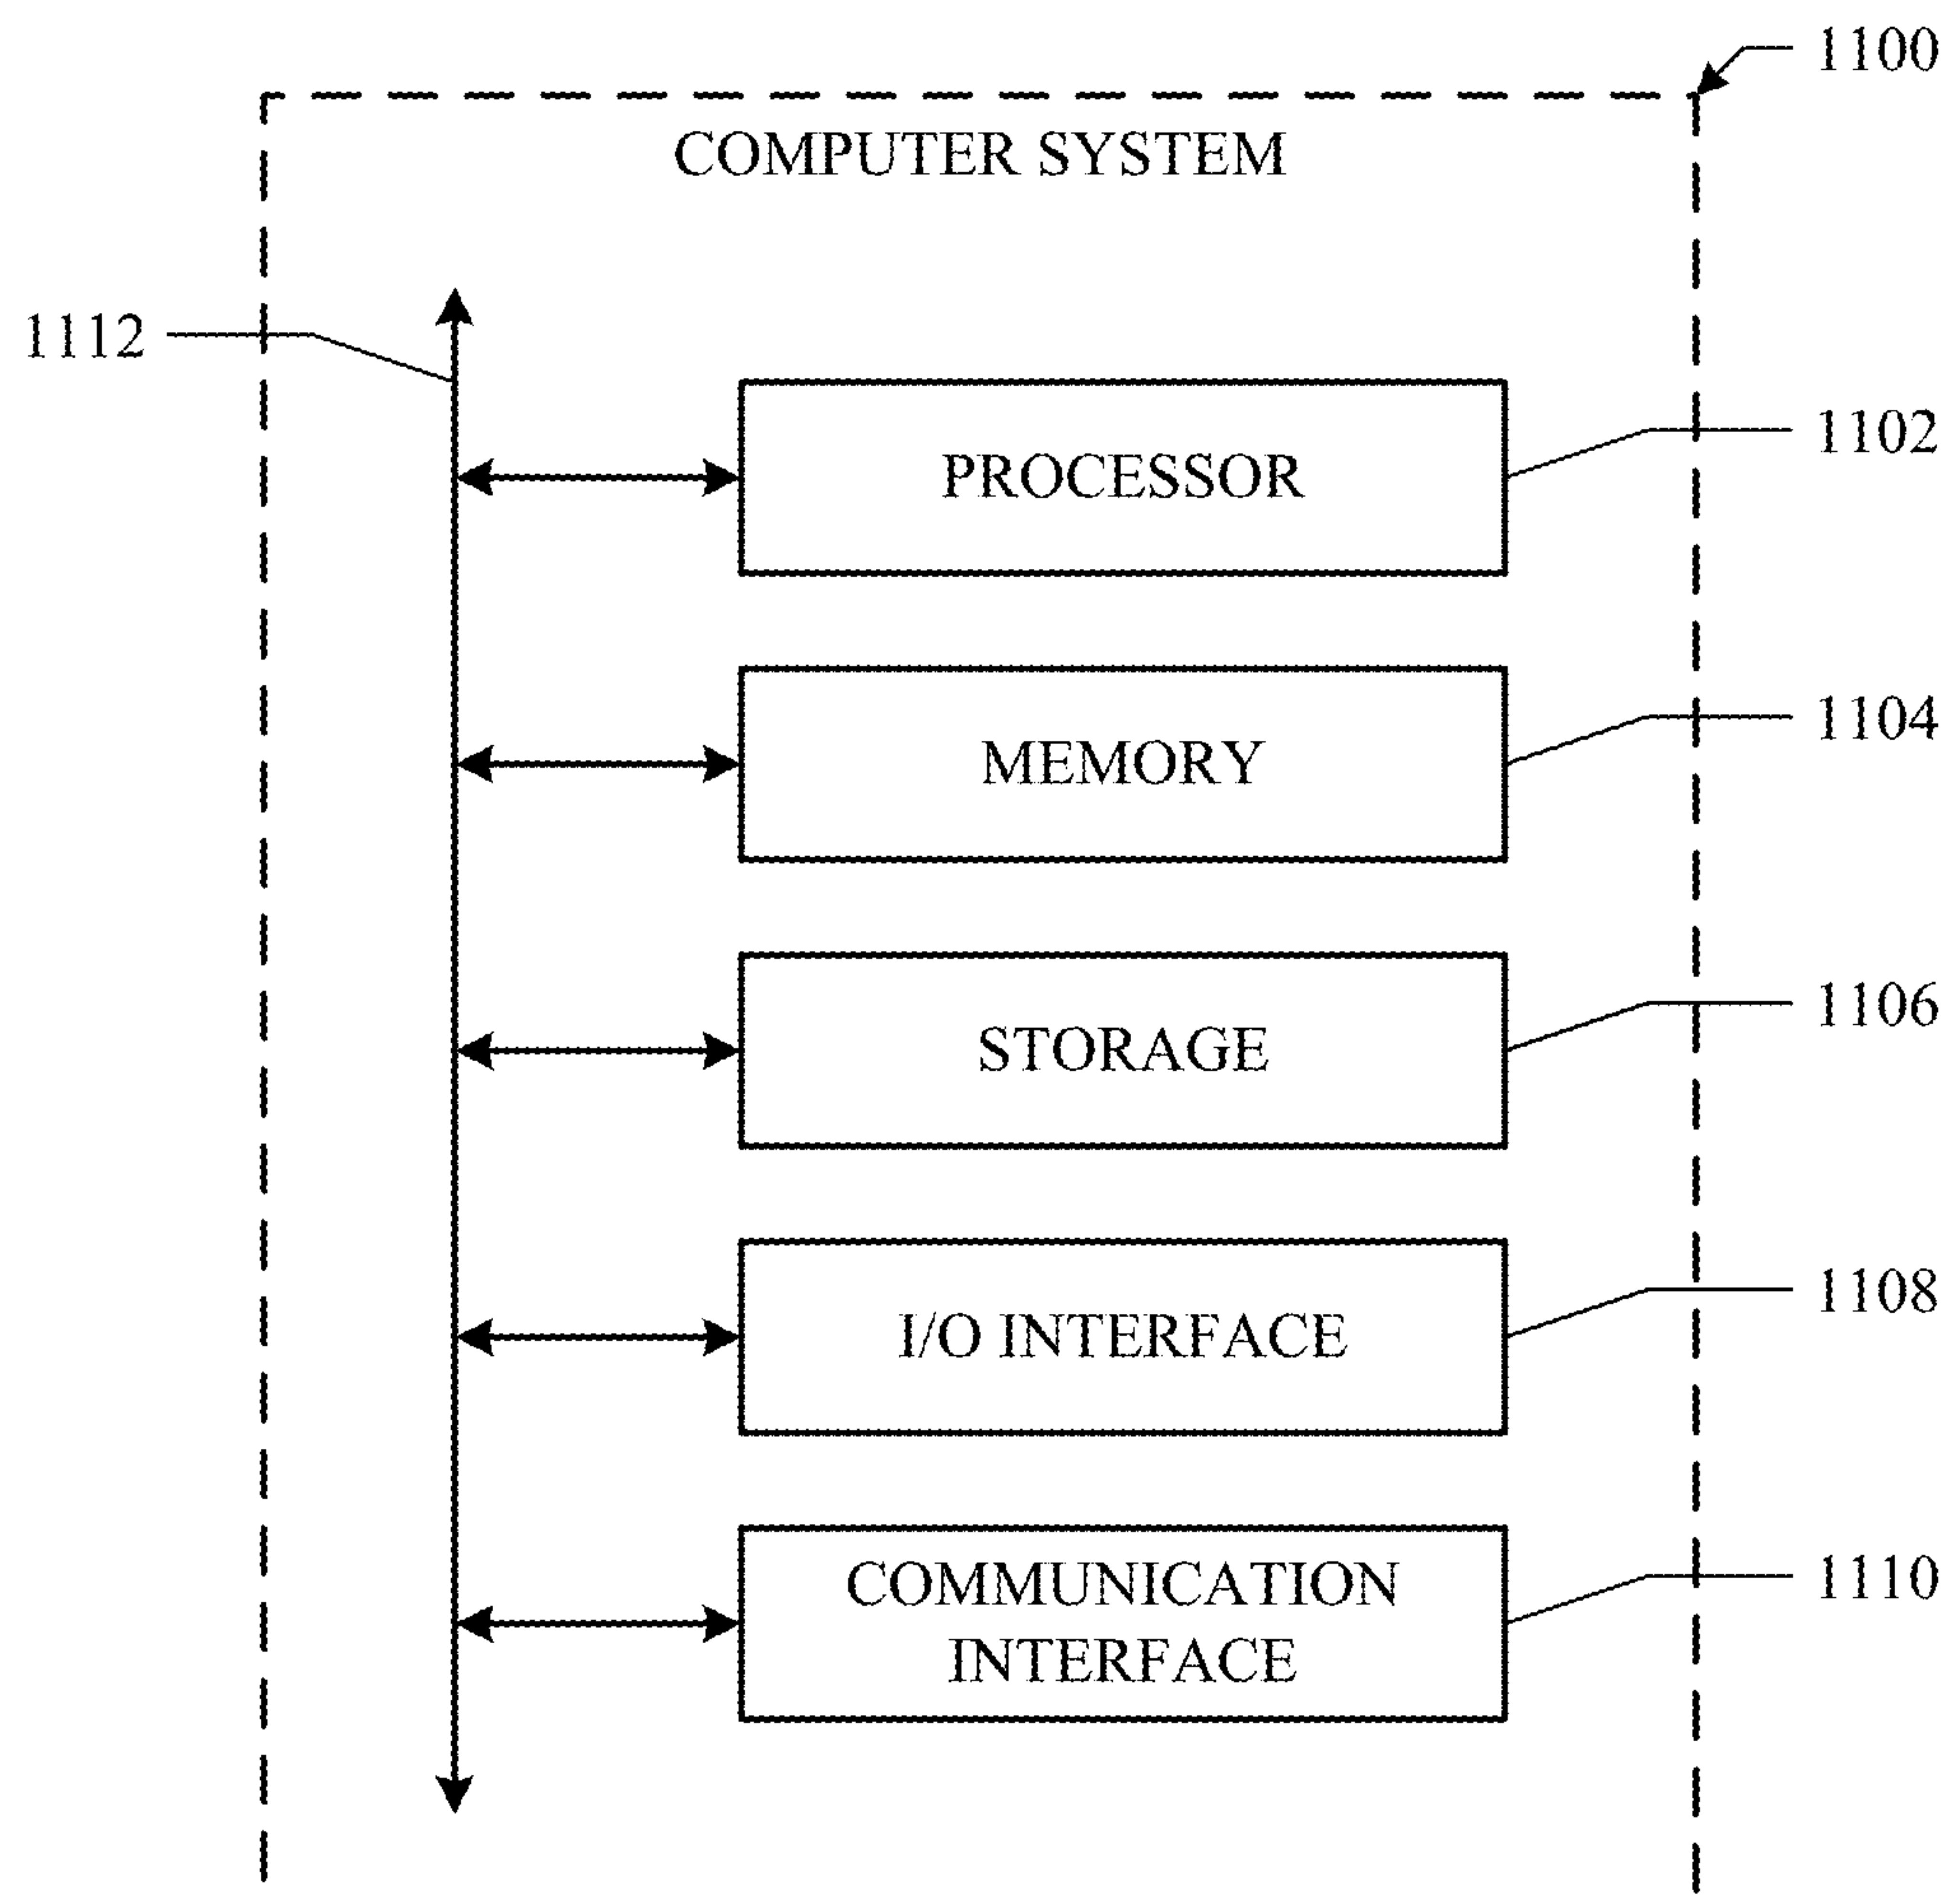 1100
COMPUTER SYSTEM
1112
1102
PROCESSOR
1104
MEMORY
1106
STORAGE
1108
I/O INTERFACE
1110
COMMUNICATION
INTERFACE